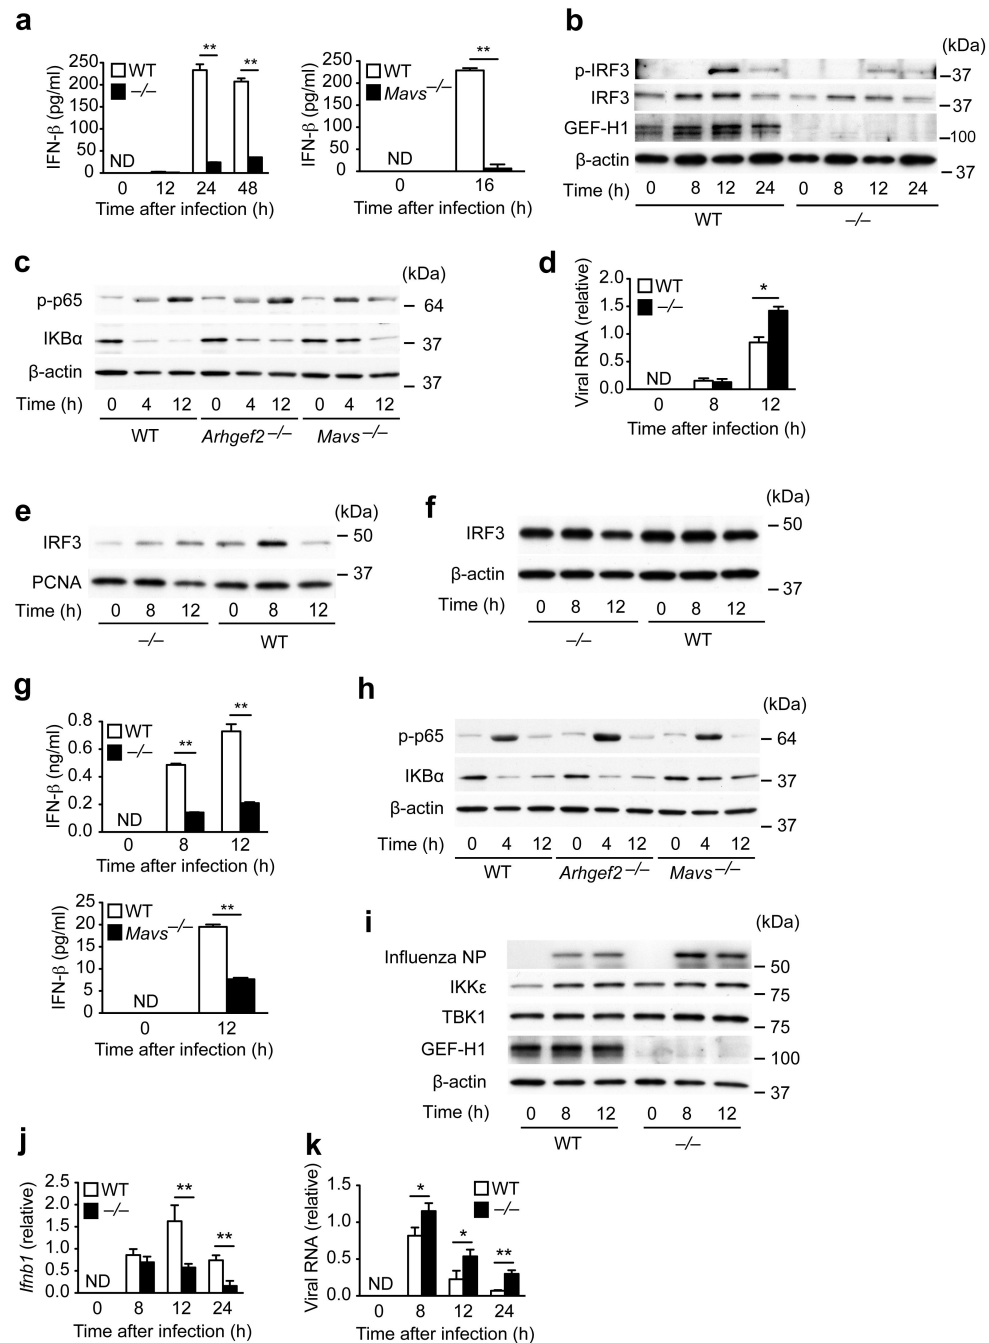 a
IFN-β (pg/ml)
250
200
150
100
50
0
WT
–/–
**
**
ND
0 12 24 48
Time after infection (h)
IFN-β (pg/ml)
250
200
150
100
50
0
WT
Mavs–/–
**
ND
0 16
Time after infection (h)
b
(kDa)
p-IRF3
37
IRF3
37
GEF-H1
100
β-actin
37
Time (h) 0 8 12 24 0 8 12 24
WT –/–
c
(kDa)
p-p65
64
IKBα
37
β-actin
37
Time (h) 0 4 12 0 4 12 0 4 12
WT Arhgef2–/– Mavs–/–
d
Viral RNA (relative)
2.0
1.5
1.0
0.5
0.0
WT
–/–
*
ND
0 8 12
Time after infection (h)
e
(kDa)
IRF3
50
PCNA
37
Time (h) 0 8 12 0 8 12
–/– WT
f
(kDa)
50
IRF3
β-actin
37
Time (h) 0 8 12 0 8 12
–/– WT
g
IFN-β (ng/ml)
0.8
0.6
0.4
0.2
0.0
WT
–/–
**
**
ND
0 8 12
Time after infection (h)
IFN-β (pg/ml)
25
20
15
10
5
0
WT
Mavs–/–
**
ND
0 12
Time after infection (h)
h
(kDa)
p-p65
64
IKBα
37
β-actin
37
Time (h) 0 4 12 0 4 12 0 4 12
WT Arhgef2–/– Mavs–/–
i
(kDa)
Influenza NP
50
IKKε
75
TBK1
75
GEF-H1
100
β-actin
37
Time (h) 0 8 12 0 8 12
WT –/–
j
Ifnb1 (relative)
2.5
2.0
1.5
1.0
0.5
0.0
WT
–/–
**
**
ND
0 8 12 24
Time after infection (h)
k
Viral RNA (relative)
1.5
1.0
0.5
0.0
WT
–/–
*
*
**
ND
0 8 12 24
Time after infection (h)